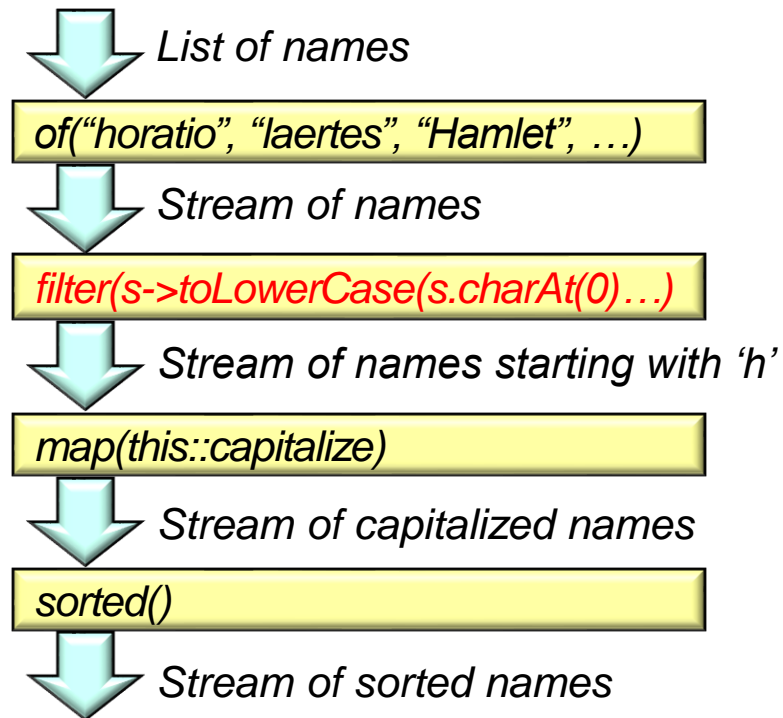 List of names
of(“horatio”, “laertes”, “Hamlet”, …)
Stream of names
filter(s->toLowerCase(s.charAt(0)…)
Stream of names starting with ‘h’
map(this::capitalize)
Stream of capitalized names
sorted()
Stream of sorted names